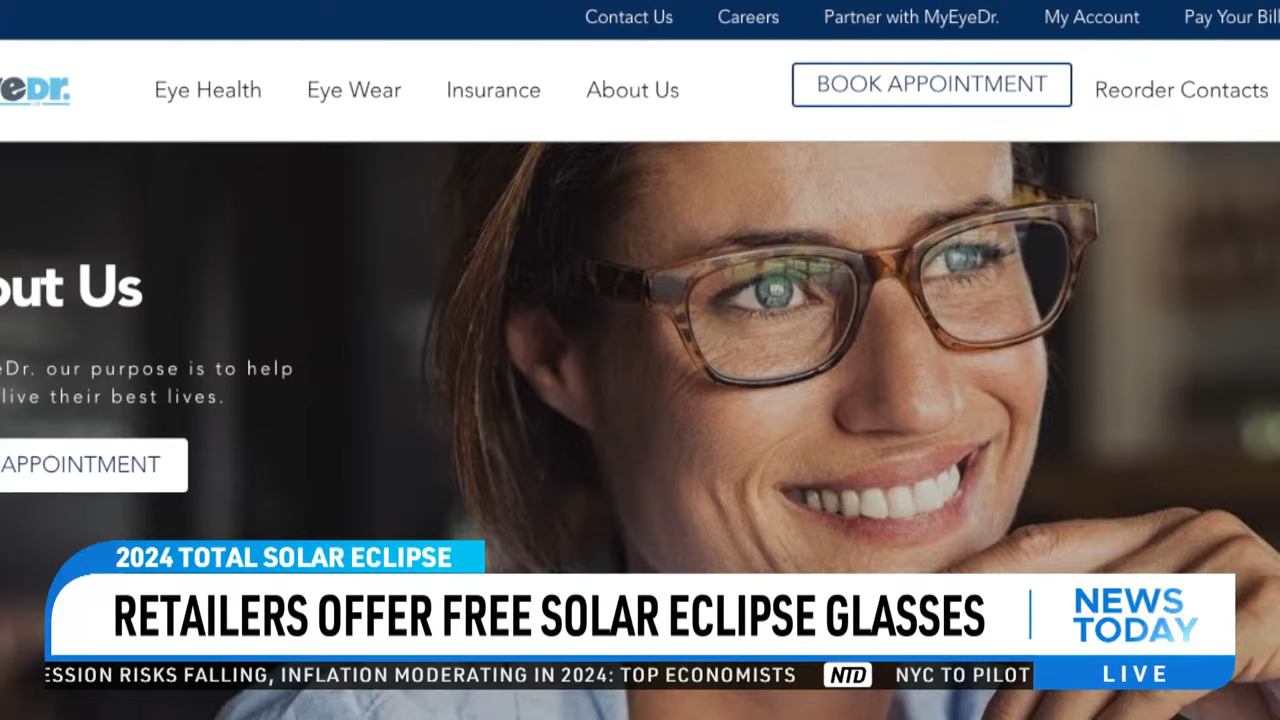 Contact Us Careers Partner with MyEyeDr. My Account Pay Your Bill
eDr. Eye Health Eye Wear Insurance About Us BOOK APPOINTMENT Reorder Contacts
out Us
eDr. our purpose is to help
live their best lives.
APPOINTMENT
2024 TOTAL SOLAR ECLIPSE
RETAILERS OFFER FREE SOLAR ECLIPSE GLASSES
NEWS
TODAY
ESSION RISKS FALLING, INFLATION MODERATING IN 2024: TOP ECONOMISTS NTD NYC TO PILOT
LIVE